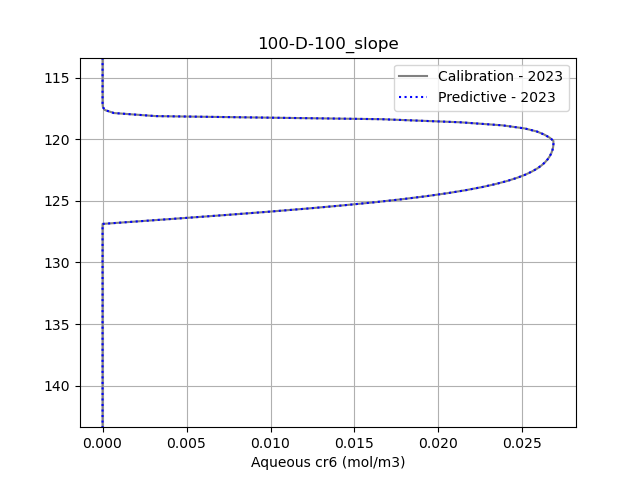 100-D-100_slope
Calibration - 2023
Predictive - 2023
115
120
125
130
135
140
0.000 0.005 0.010 0.015 0.020 0.025
Aqueous cr6 (mol/m3)